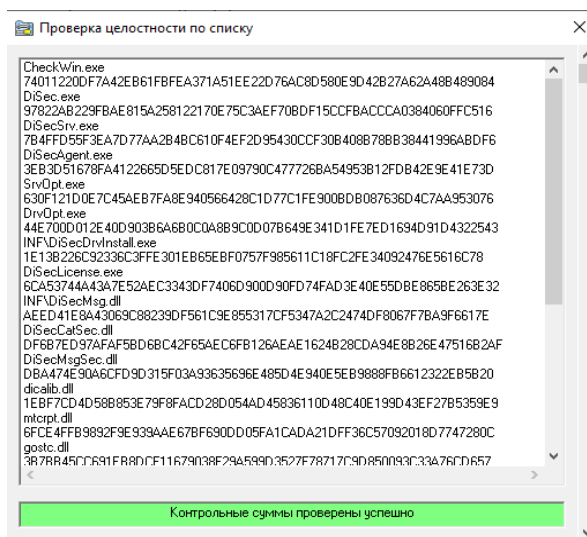 Проверка целостности по списку
CheckWin.exe
74011220DF7A42EB61FBFEA371A51EE22D76AC8D580E9D42B27A62A48B489084
DiSec.exe
97822AB229FBAE815A258122170E75C3AEF70BDF15CCFBACCCA0384060FFC516
DiSecSrv.exe
7B4FFD55F3EA7D77AA2B4BC610F4EF2D95430CCF30B408B78BB38441996ABDF6
DiSecAgent.exe
3EB3D51678FA4122665D5EDC817E09790C477726BA54953B12FDB42E9E41E73D
SrvOpt.exe
630F121D0E7C45AEB7FA8E940566428C1D77C1FE900BDB087636D4C7AA953076
DrvOpt.exe
44E700D012E40D903B6A6B0C0A8B9C0D07B649E341D1FE7ED1694D91D4322543
INF\DiSecDrvInstall.exe
1E13B226C92336C3FFE301EB65EBF0757F985611C18FC2FE34092476E5616C78
DiSecLicense.exe
6CA53744A43A7E52AEC3343DF7406D900D90FD74FAD3E40E55DBE865BE263E32
INF\DiSecMsg.dll
AEED41E8A43069C88239DF561C9E855317CF5347A2C2474DF8067F7BA9F6617E
DiSecCatSec.dll
DF6B7ED97AFAF5BD6BC42F65AEC6FB126AEAE1624B28CDA94E8B26E47516B2AF
DiSecMsgSec.dll
DBA474E90A6CFD9D315F03A93635696E485D4E940E5EB9888FB6612322EB5B20
dicalib.dll
1EBF7CD4D58B853E79F8FACD28D054AD45836110D48C40E199D43EF27B5359E9
mtcrpt.dll
6FCE4FFB9892F9E939AAE67BF690DD05FA1CADA21DFF36C57092018D7747280C
gostc.dll
3B7BB45CC691EB8DCF11679038F29A599D3527F78717C9D850093C33A76CD657
Контрольные суммы проверены успешно